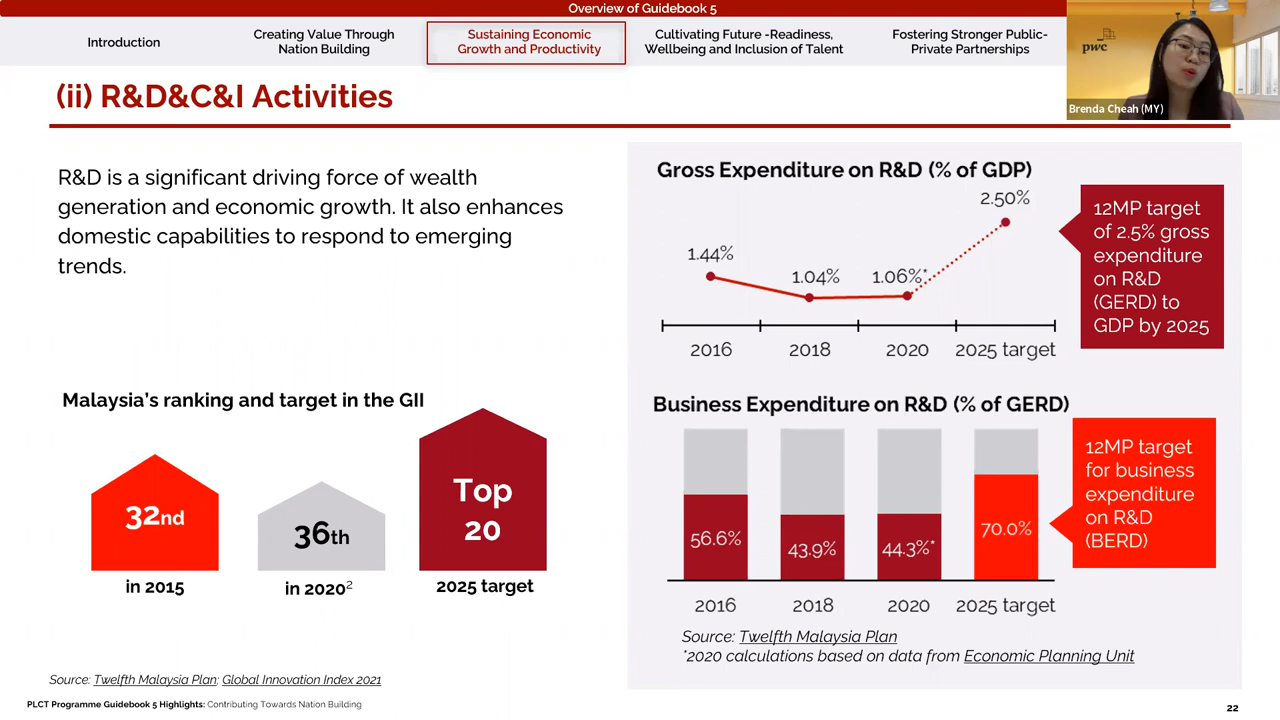 Overview of Guidebook 5
Introduction
Creating Value Through
Nation Building
Sustaining Economic
Growth and Productivity
Cultivating Future -Readiness,
Wellbeing and Inclusion of Talent
Fostering Stronger Public-
Private Partnerships
pwc
Brenda Cheah (MY)
(ii) R&D&C&I Activities
R&D is a significant driving force of wealth
generation and economic growth. It also enhances
domestic capabilities to respond to emerging
trends.
Malaysia's ranking and target in the GII
32nd
in 2015
36th
in 2020²
Top
20
2025 target
Source: Twelfth Malaysia Plan; Global Innovation Index 2021
Gross Expenditure on R&D (% of GDP)
1.44%
1.04%
1.06%*
2.50%
2016
2018
2020
2025 target
12MP target
of 2.5% gross
expenditure
on R&D
(GERD) to
GDP by 2025
Business Expenditure on R&D (% of GERD)
56.6%
43.9%
44.3%*
70.0%
2016
2018
2020
2025 target
12MP target
for business
expenditure
on R&D
(BERD)
Source: Twelfth Malaysia Plan
*2020 calculations based on data from Economic Planning Unit
PLCT Programme Guidebook 5 Highlights: Contributing Towards Nation Building
22